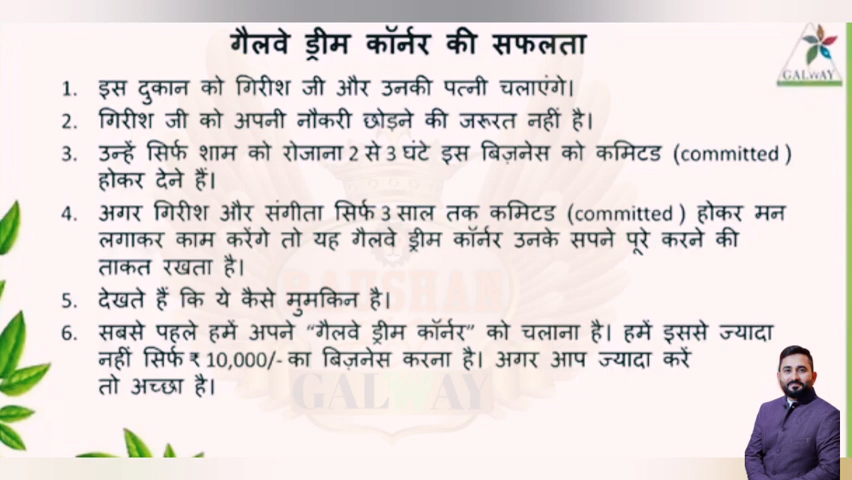 गैलवे ड्रीम कॉर्नर की सफलता
GALWAY
1. इस दुकान को गिरीश जी और उनकी पत्नी चलाएंगे।
2. गिरीश जी को अपनी नौकरी छोड़ने की जरूरत नहीं है।
3. उन्हें सिर्फ शाम को रोजाना 2 से 3 घंटे इस बिज़नेस को कमिटड (committed )
होकर देने हैं।
4. अगर गिरीश और संगीता सिर्फ 3 साल तक कमिटड (committed ) होकर मन
लगाकर काम करेंगे तो यह गैलवे ड्रीम कॉर्नर उनके सपने पूरे करने की
ताकत रखता है।
5. देखते हैं कि ये कैसे मुमकिन है।
6. सबसे पहले हमें अपने “गैलवे ड्रीम कॉर्नर” को चलाना है। हमें इससे ज्यादा
नहीं सिर्फ ₹ 10,000/- का बिज़नेस करना है। अगर आप ज्यादा करें
तो अच्छा है।
GALWAY